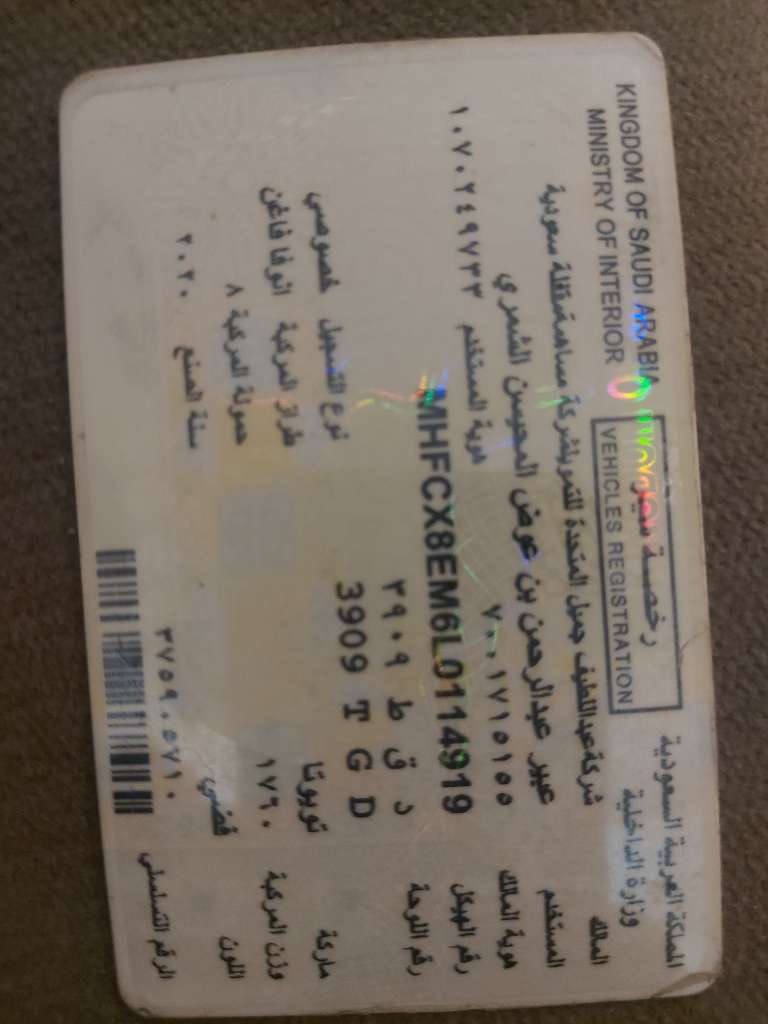 المملكة العربية السعودية
وزارة الداخلية
KINGDOM OF SAUDI ARABIA
MINISTRY OF INTERIOR
رخصة سير
VEHICLES REGISTRATION
المالك شركة عبداللطيف جميل المتحدة للتمويل شركة مساهمة مقفلة سعودية
المستخدم عبير عبدالرحمن بن عوض المحيسن الشمري
هوية المالك ٧٠٠١٧١٥١٥٥ هوية المستخدم ١٠٧٠٢٤٩٧٣٣
رقم الهيكل MHFCX8EM6L0114919
رقم اللوحة د ق ط ٣٩٠٩
3909 T G D
ماركة تويوتا نوع التسجيل خصوصي
وزن المركبة ١٧٦٠ طراز المركبة انوفا فاغن
اللون فضي حمولة المركبة ٨
سنة الصنع ٢٠٢٠
الرقم التسلسلي ٣٧٥٩٠٥٧١٠